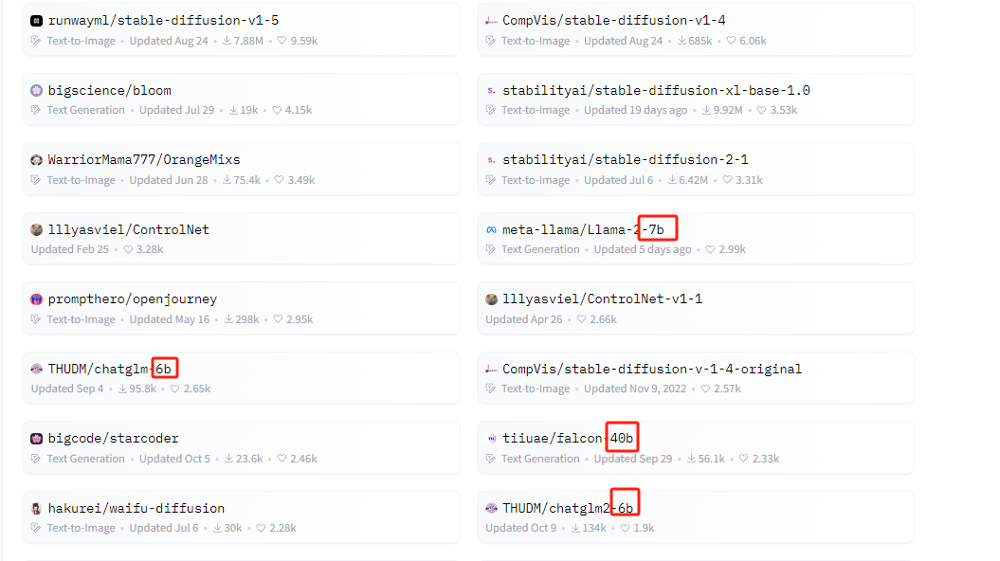 runwayml/stable-diffusion-v1-5
Text-to-Image • Updated Aug 24 • 7.88M • 9.59k
CompVis/stable-diffusion-v1-4
Text-to-Image • Updated Aug 24 • 685k • 6.06k
bigscience/bloom
Text Generation • Updated Jul 29 • 19k • 4.15k
stabilityai/stable-diffusion-xl-base-1.0
Text-to-Image • Updated 19 days ago • 9.92M • 3.53k
WarriorMama777/OrangeMixs
Text-to-Image • Updated Jun 28 • 75.4k • 3.49k
stabilityai/stable-diffusion-2-1
Text-to-Image • Updated Jul 6 • 6.42M • 3.31k
lllyasviel/ControlNet
Updated Feb 25 • 3.28k
meta-llama/Llama-2-7b
Text Generation • Updated 5 days ago • 2.99k
prompthero/openjourney
Text-to-Image • Updated May 16 • 298k • 2.95k
lllyasviel/ControlNet-v1-1
Updated Apr 26 • 2.66k
THUDM/chatglm-6b
Updated Sep 4 • 95.8k • 2.65k
CompVis/stable-diffusion-v-1-4-original
Text-to-Image • Updated Nov 9, 2022 • 2.57k
bigcode/starcoder
Text Generation • Updated Oct 5 • 23.6k • 2.46k
tiiuae/falcon-40b
Text Generation • Updated Sep 29 • 56.1k • 2.33k
hakurei/waifu-diffusion
Text-to-Image • Updated Jul 6 • 30k • 2.28k
THUDM/chatglm2-6b
Updated Oct 9 • 134k • 1.9k